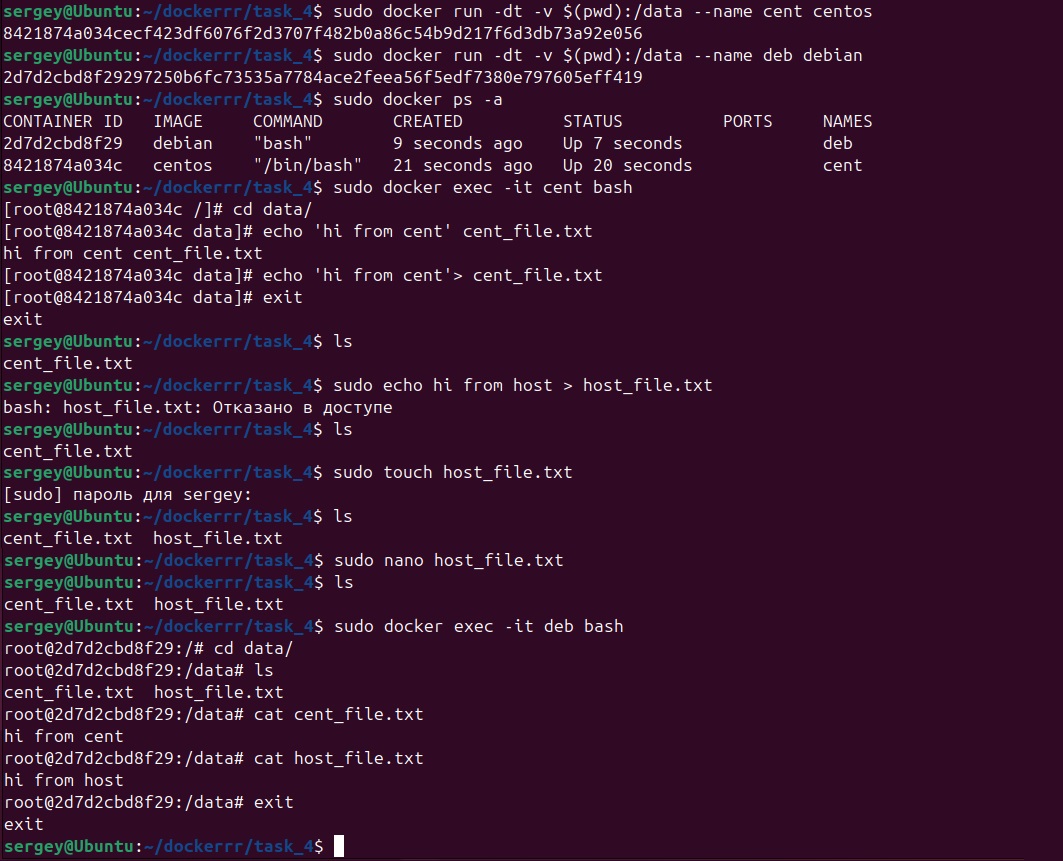 sergey@Ubuntu:~/dockerrr/task_4$ sudo docker run -dt -v $(pwd):/data --name cent centos
8421874a034cecf423df6076f2d3707f482b0a86c54b9d217f6d3db73a92e056
sergey@Ubuntu:~/dockerrr/task_4$ sudo docker run -dt -v $(pwd):/data --name deb debian
2d7d2cbd8f29297250b6fc73535a7784ace2feea56f5edf7380e797605eff419
sergey@Ubuntu:~/dockerrr/task_4$ sudo docker ps -a
CONTAINER ID   IMAGE     COMMAND       CREATED          STATUS          PORTS     NAMES
2d7d2cbd8f29   debian    "bash"        9 seconds ago    Up 7 seconds              deb
8421874a034c   centos    "/bin/bash"   21 seconds ago   Up 20 seconds             cent
sergey@Ubuntu:~/dockerrr/task_4$ sudo docker exec -it cent bash
[root@8421874a034c /]# cd data/
[root@8421874a034c data]# echo 'hi from cent' cent_file.txt
hi from cent cent_file.txt
[root@8421874a034c data]# echo 'hi from cent'> cent_file.txt
[root@8421874a034c data]# exit
exit
sergey@Ubuntu:~/dockerrr/task_4$ ls
cent_file.txt
sergey@Ubuntu:~/dockerrr/task_4$ sudo echo hi from host > host_file.txt
bash: host_file.txt: Отказано в доступе
sergey@Ubuntu:~/dockerrr/task_4$ ls
cent_file.txt
sergey@Ubuntu:~/dockerrr/task_4$ sudo touch host_file.txt
[sudo] пароль для sergey:
sergey@Ubuntu:~/dockerrr/task_4$ ls
cent_file.txt  host_file.txt
sergey@Ubuntu:~/dockerrr/task_4$ sudo nano host_file.txt
sergey@Ubuntu:~/dockerrr/task_4$ ls
cent_file.txt  host_file.txt
sergey@Ubuntu:~/dockerrr/task_4$ sudo docker exec -it deb bash
root@2d7d2cbd8f29:/# cd data/
root@2d7d2cbd8f29:/data# ls
cent_file.txt  host_file.txt
root@2d7d2cbd8f29:/data# cat cent_file.txt
hi from cent
root@2d7d2cbd8f29:/data# cat host_file.txt
hi from host
root@2d7d2cbd8f29:/data# exit
exit
sergey@Ubuntu:~/dockerrr/task_4$